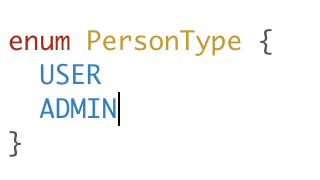 enum PersonType {
  USER
  ADMIN
}